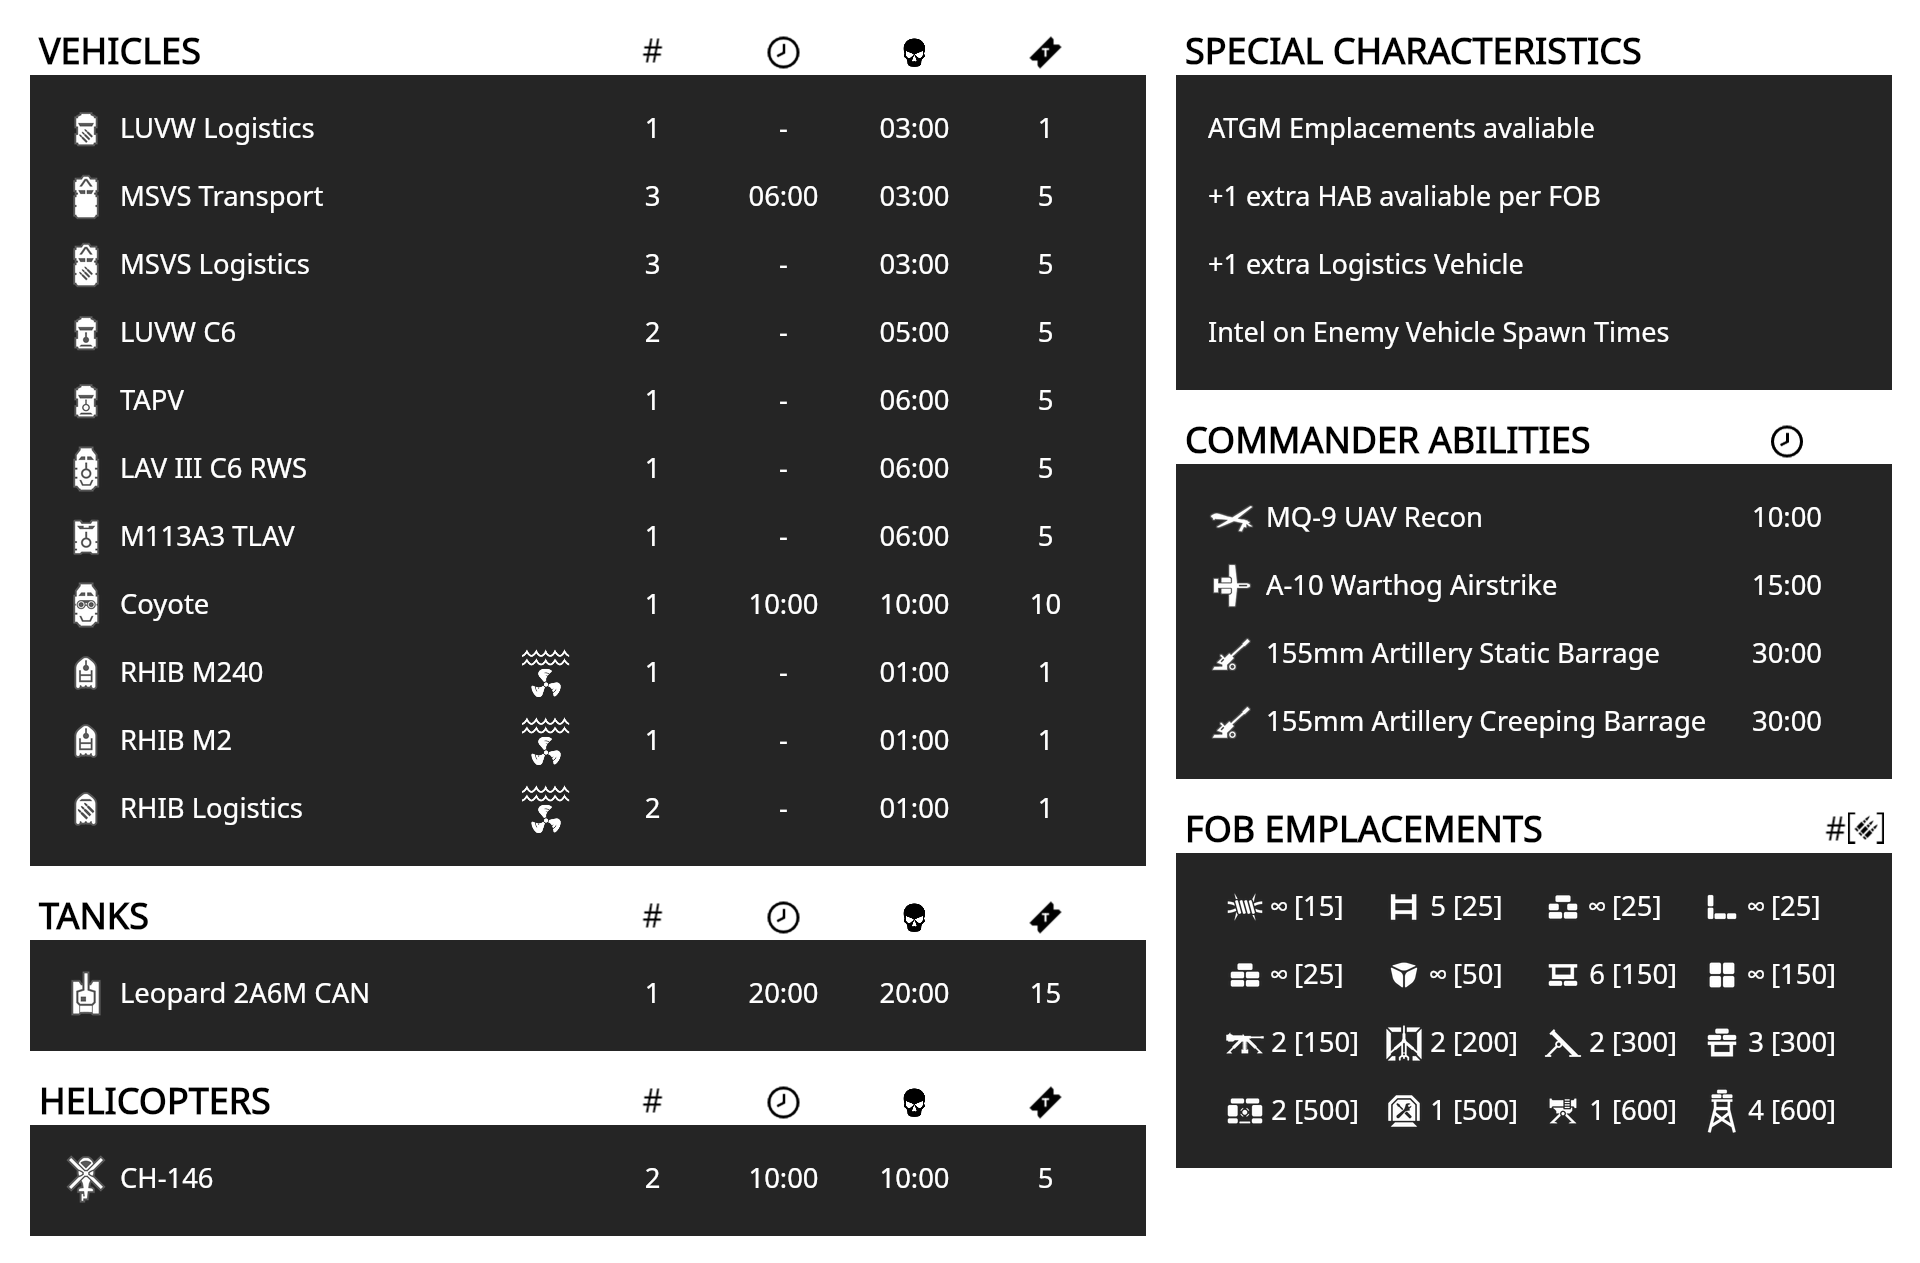 VEHICLES #
LUVW Logistics 1 - 03:00 1
MSVS Transport 3 06:00 03:00 5
MSVS Logistics 3 - 03:00 5
LUVW C6 2 - 05:00 5
TAPV 1 - 06:00 5
LAV III C6 RWS 1 - 06:00 5
M113A3 TLAV 1 - 06:00 5
Coyote 1 10:00 10:00 10
RHIB M240 1 - 01:00 1
RHIB M2 1 - 01:00 1
RHIB Logistics 2 - 01:00 1
TANKS #
Leopard 2A6M CAN 1 20:00 20:00 15
HELICOPTERS #
CH-146 2 10:00 10:00 5
SPECIAL CHARACTERISTICS
ATGM Emplacements avaliable
+1 extra HAB avaliable per FOB
+1 extra Logistics Vehicle
Intel on Enemy Vehicle Spawn Times
COMMANDER ABILITIES
MQ-9 UAV Recon 10:00
A-10 Warthog Airstrike 15:00
155mm Artillery Static Barrage 30:00
155mm Artillery Creeping Barrage 30:00
FOB EMPLACEMENTS #[]
∞ [15] 5 [25] ∞ [25] ∞ [25]
∞ [25] ∞ [50] 6 [150] ∞ [150]
2 [150] 2 [200] 2 [300] 3 [300]
2 [500] 1 [500] 1 [600] 4 [600]